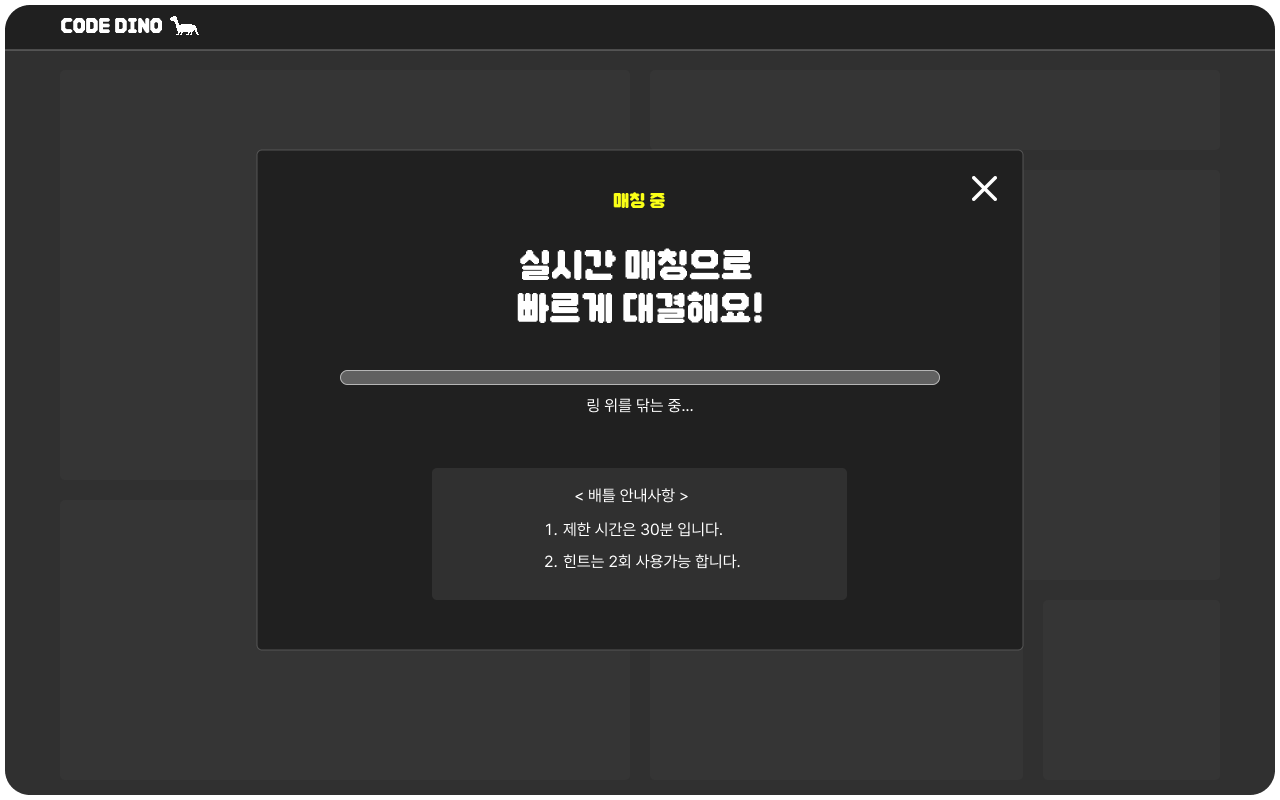 CODE DINO
매칭 중
실시간 매칭으로
빠르게 대결해요!
링 위를 닦는 중...
< 배틀 안내사항 >
1. 제한 시간은 30분 입니다.
2. 힌트는 2회 사용가능 합니다.